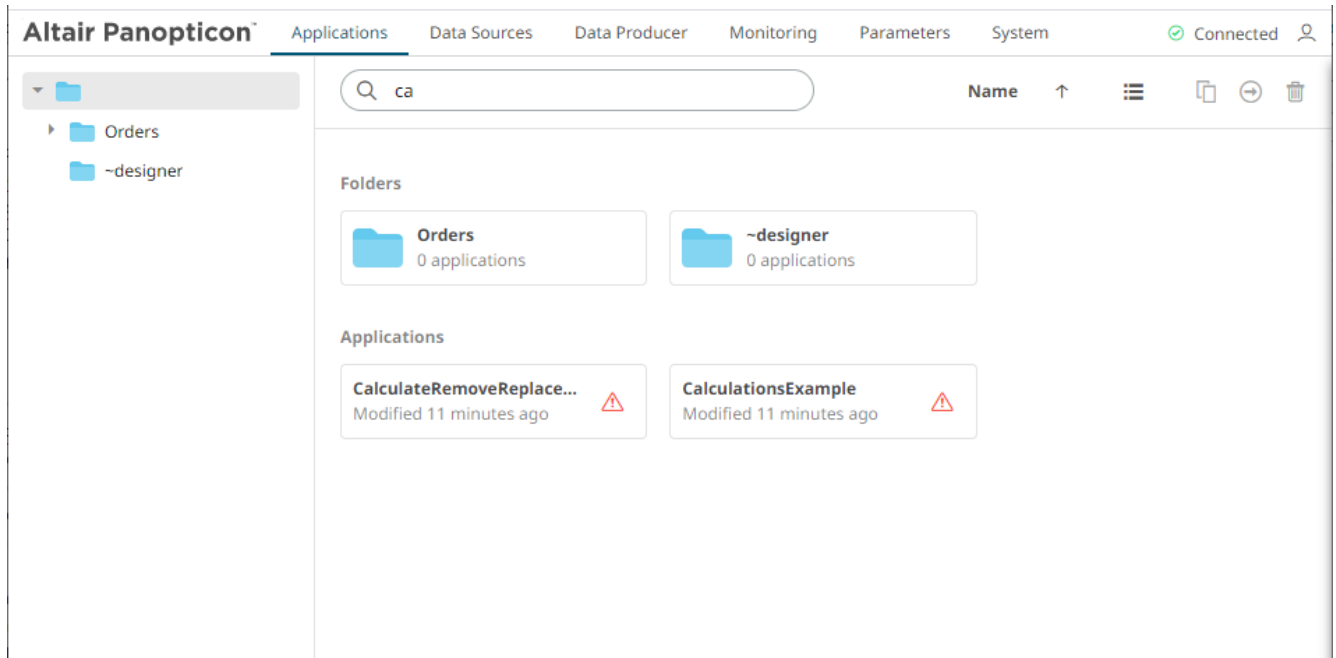 Altair Panopticon™ Applications Data Sources Data Producer Monitoring Parameters System Connected
ca Name
Orders
~designer
Folders
Orders ~designer
0 applications 0 applications
Applications
CalculateRemoveReplace... CalculationsExample
Modified 11 minutes ago Modified 11 minutes ago